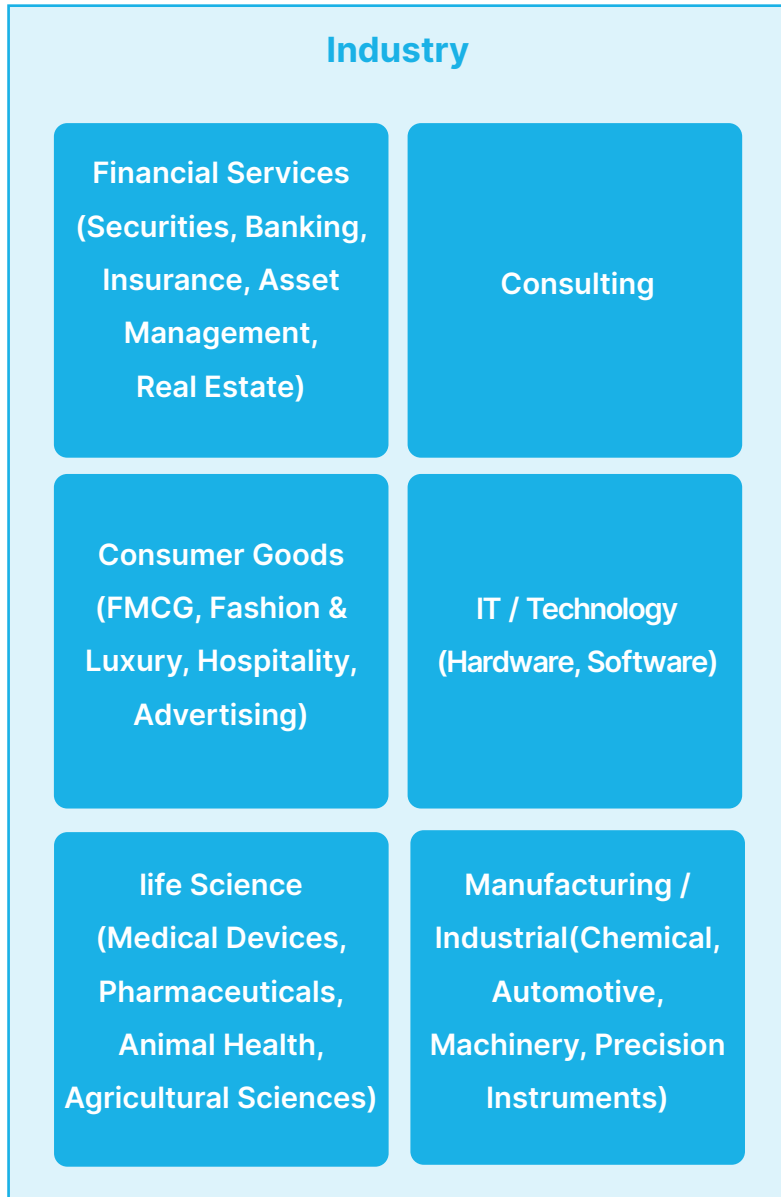 Industry
Financial Services
(Securities, Banking,
Insurance, Asset
Management,
Real Estate)
Consulting
Consumer Goods
(FMCG, Fashion &
Luxury, Hospitality,
Advertising)
IT / Technology
(Hardware, Software)
life Science
(Medical Devices,
Pharmaceuticals,
Animal Health,
Agricultural Sciences)
Manufacturing /
Industrial(Chemical,
Automotive,
Machinery, Precision
Instruments)